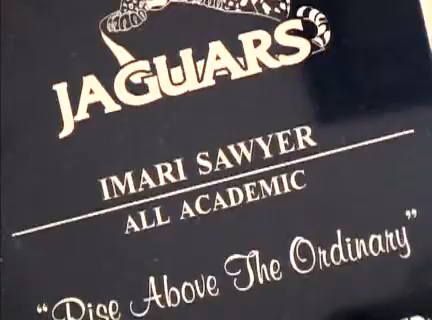 JAGUARS
IMARI SAWYER
ALL ACADEMIC
“Rise Above The Ordinary”